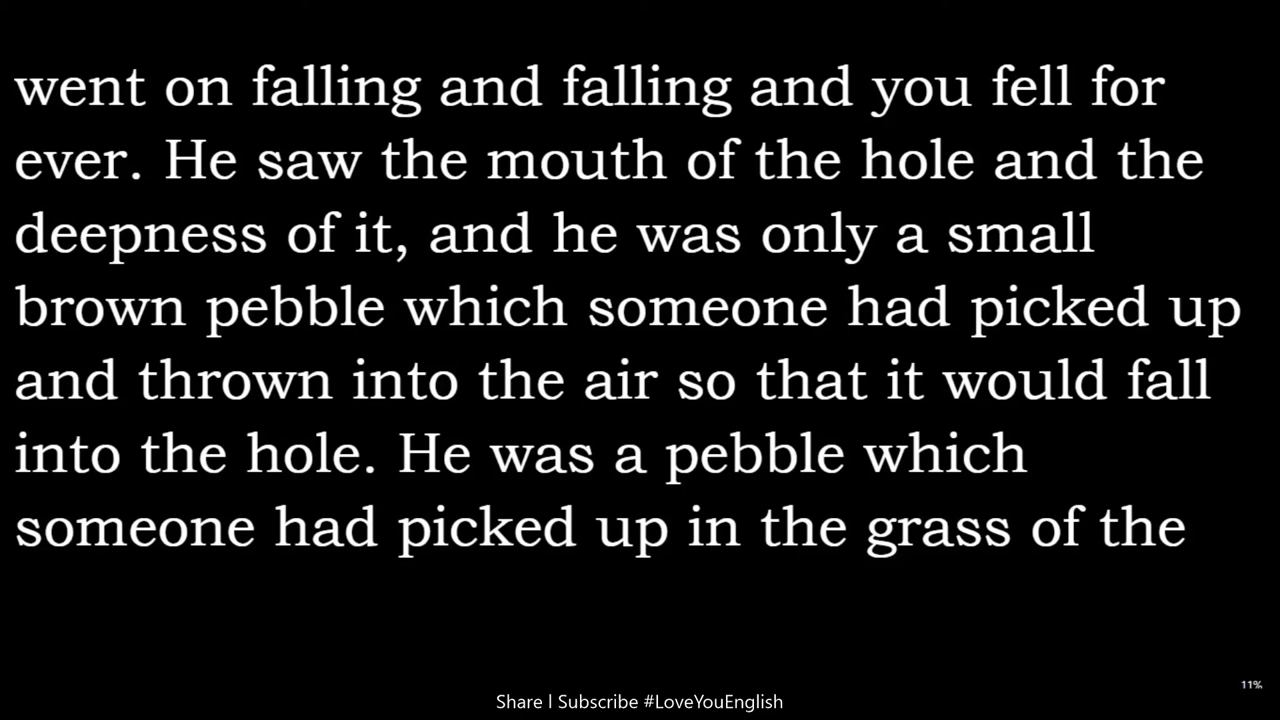 went on falling and falling and you fell for
ever. He saw the mouth of the hole and the
deepness of it, and he was only a small
brown pebble which someone had picked up
and thrown into the air so that it would fall
into the hole. He was a pebble which
someone had picked up in the grass of the
11%
Share | Subscribe #LoveYouEnglish